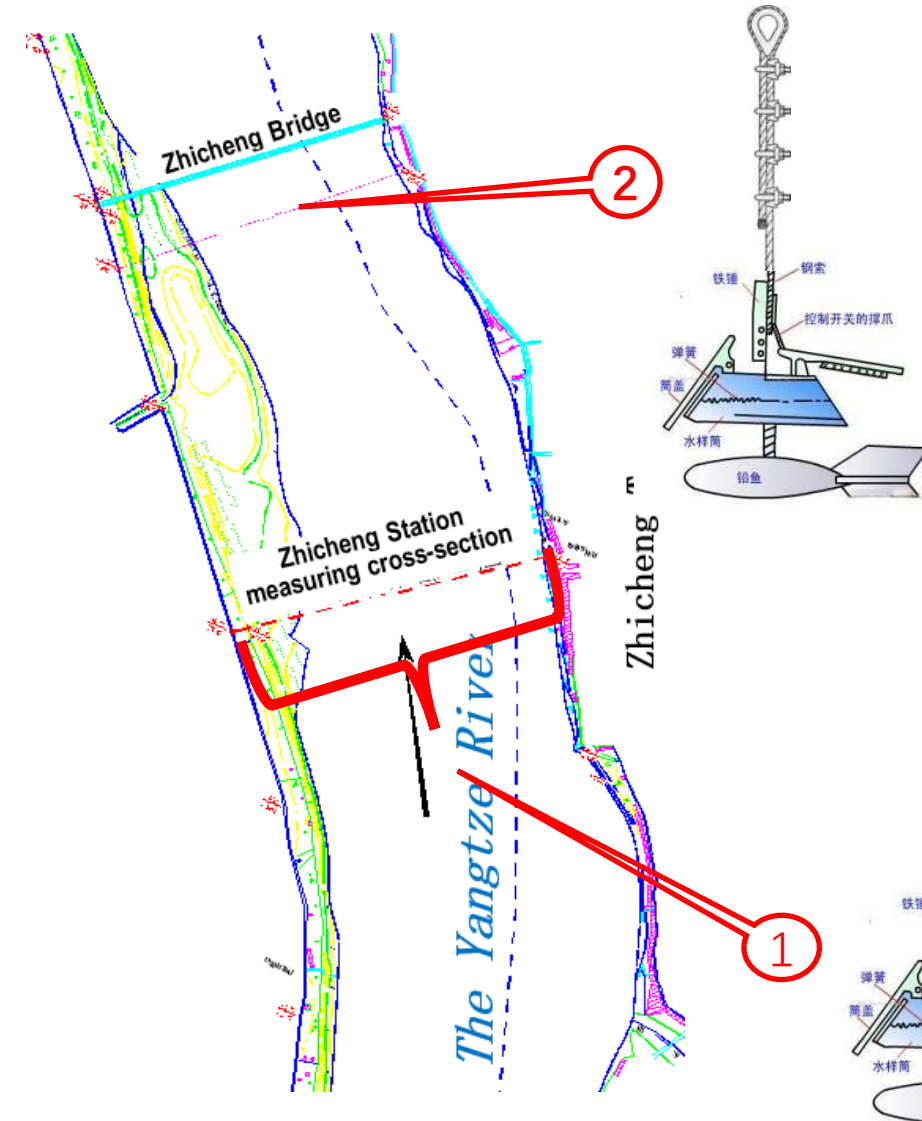 Zhicheng Bridge
2
铁锤
钢索
控制开关的撑爪
弹簧
筒盖
水样筒
铅鱼
Zhicheng Station
measuring cross-section
Zhicheng
The Yangtze River
1
弹簧
筒盖
水样筒